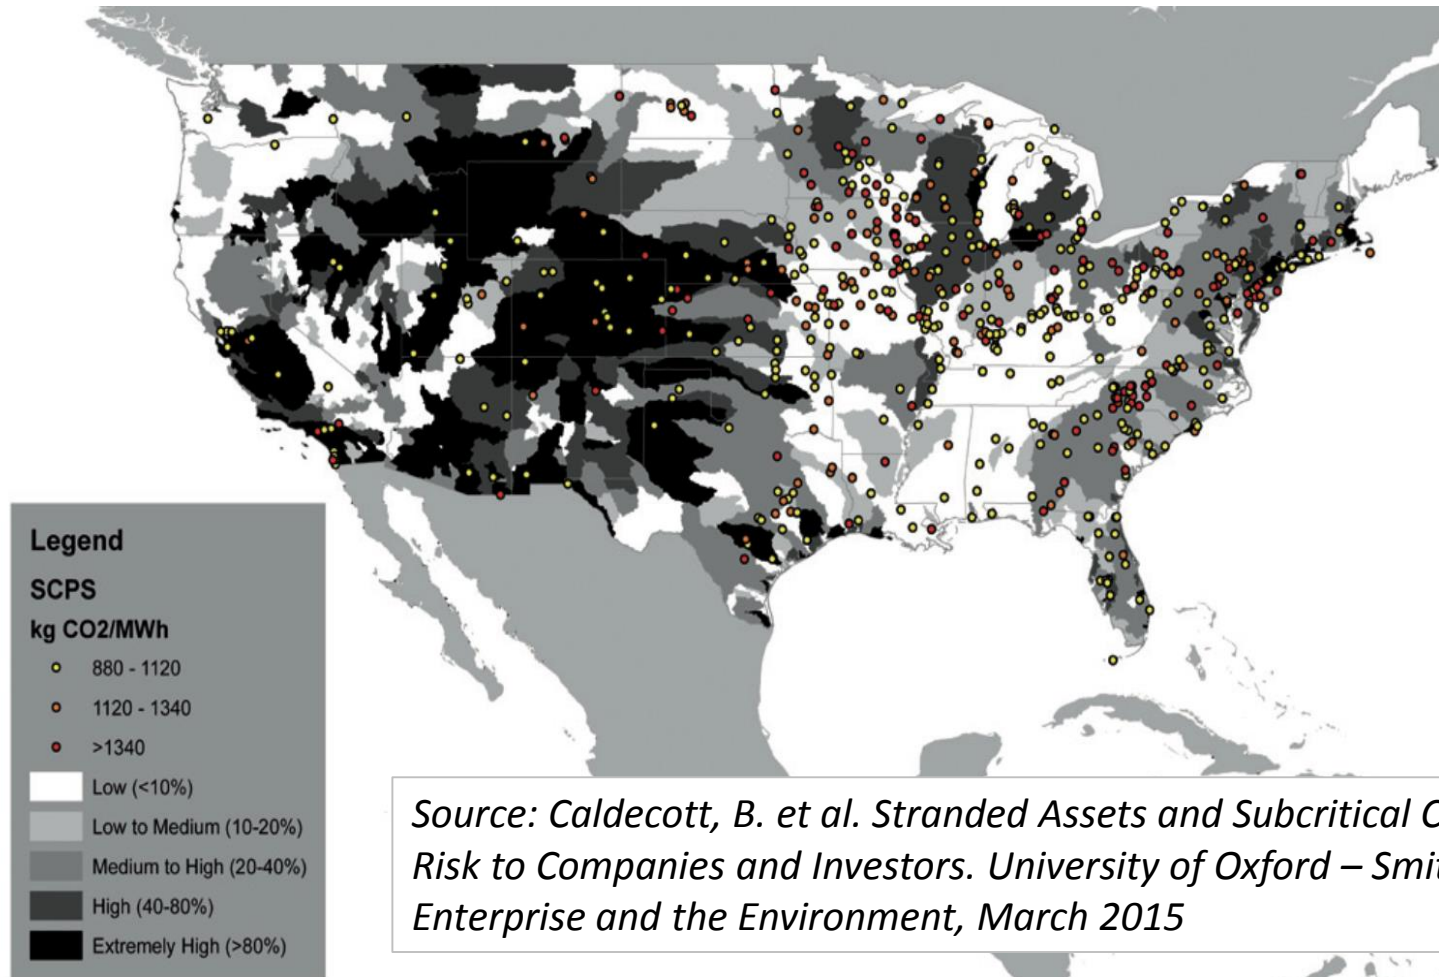 Legend
SCPS
kg CO2/MWh
880 - 1120
1120 - 1340
>1340
Low (<10%)
Low to Medium (10-20%)
Medium to High (20-40%)
High (40-80%)
Extremely High (>80%)
Source: Caldecott, B. et al. Stranded Assets and Subcritical
Risk to Companies and Investors. University of Oxford –
Enterprise and the Environment, March 2015